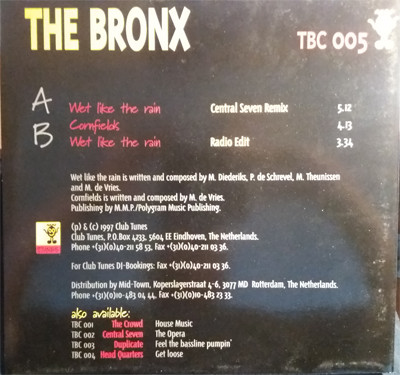 THE BRONX
TBC 005
A Wet like the rain Central Seven Remix 5.12
B Cornfields 4.13
Wet like the rain Radio Edit 3.34
Wet like the rain is written and composed by M. Diederiks, P. de Schrevel, M. Theunissen
and M. de Vries.
Cornfields is written and composed by M. de Vries.
Publishing by M.M.P./Polygram Music Publishing.
(p) & (c) 1997 Club Tunes
Club Tunes, P.O.Box 4233, 5604 EE Eindhoven, The Netherlands.
Phone +31(0)40-211 58 53, Fax +31(0)40-211 03 36.
For Club Tunes DJ-Bookings: Fax +31(0)40-211 03 36.
Distribution by Mid-Town, Koperslagerstraat 4-6, 3077 MD Rotterdam, The Netherlands.
Phone +31(0)10-483 04 44, Fax +31(0)10-483 23 33.
also available:
TBC 001 The Crowd House Music
TBC 002 Central Seven The Opera
TBC 003 Duplicate Feel the bassline pumpin'
TBC 004 Head Quarters Get loose